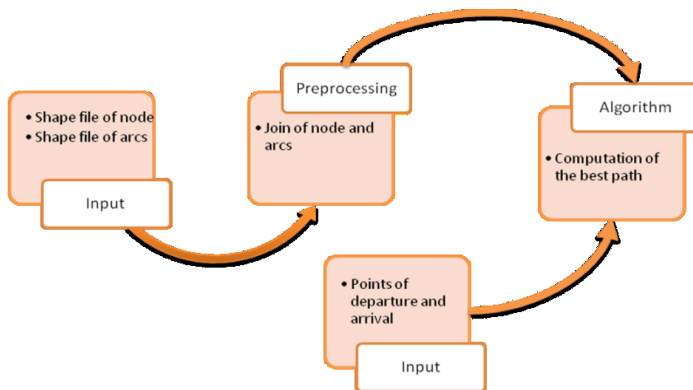 • Shape file of node
• Shape file of arcs
Input
Preprocessing
• Join of node and
arcs
Algorithm
• Computation of
the best path
• Points of
departure and
arrival
Input